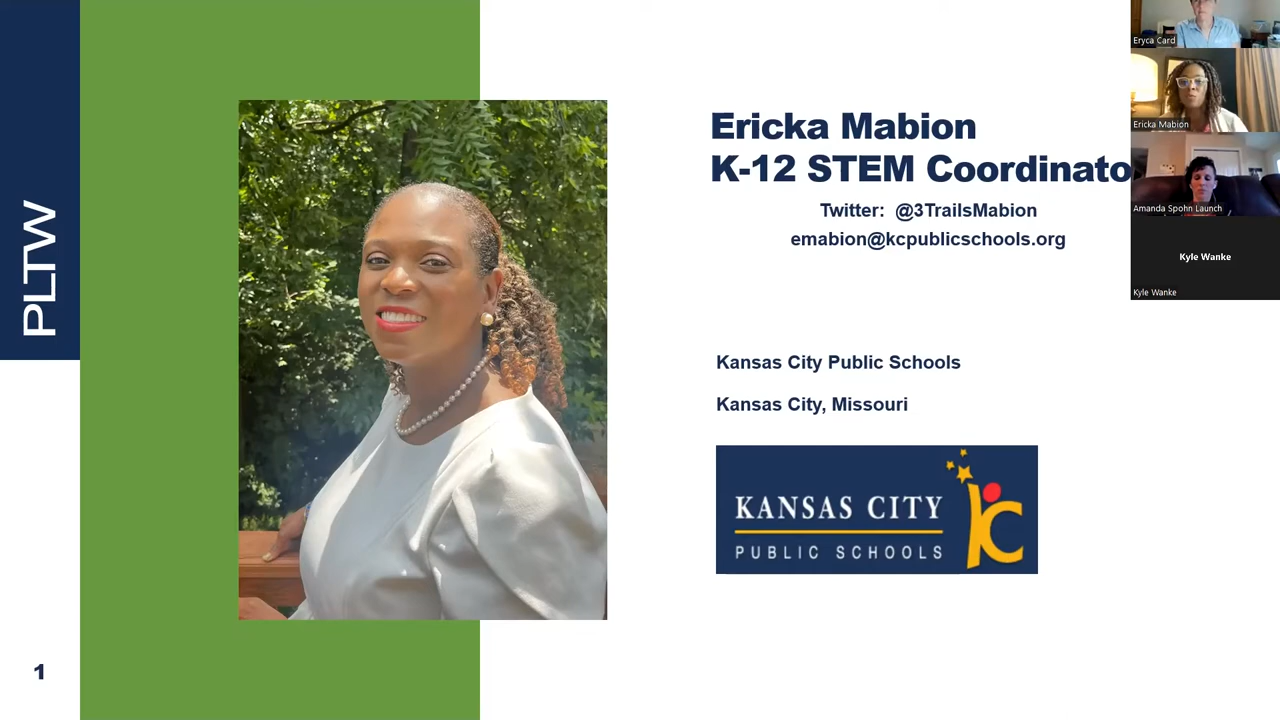 PLTW
1
Ericka Mabion
K-12 STEM Coordinato
Twitter: @3TrailsMabion
emabion@kcpublicschools.org
Kansas City Public Schools
Kansas City, Missouri
KANSAS CITY
PUBLIC SCHOOLS
KC
Eryca Card
Ericka Mabion
Amanda Spohn Launch
Kyle Wanke
Kyle Wanke